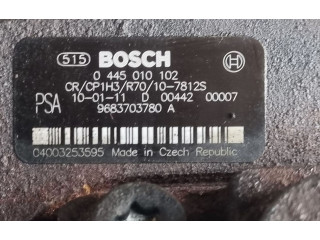 515 BOSCH
0 445 010 102
CR/CP1H3/R70/10-7812S
PSA 10-01-11 D 00442 00007
9683703780 A
04003253595 Made in Czech Republic